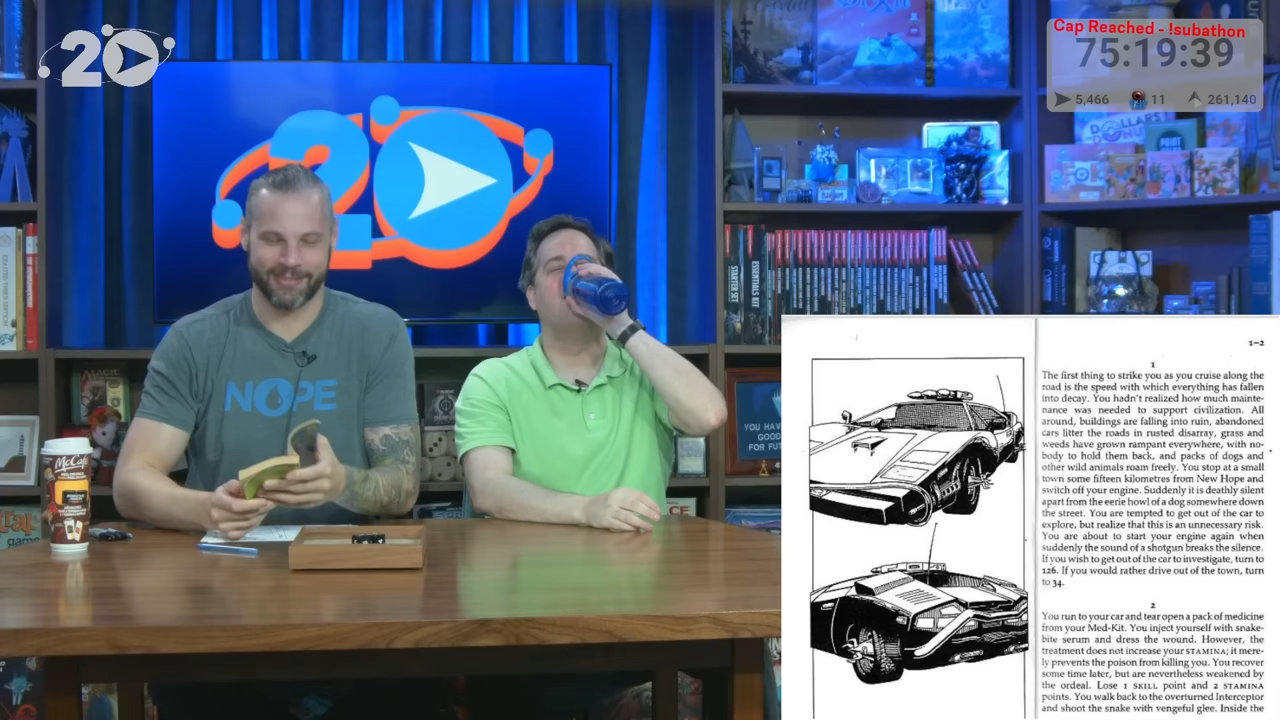 20
Cap Reached - !subathon
75:19:39
5,466 11 261,140
20
NOPE
McCafé
STARTER SET
ESSENTIALS KIT
YOU HAVE
GOOD
FOR
1–2
1
The first thing to strike you as you cruise along the
road is the speed with which everything has fallen
into decay. You hadn't realized how much mainte-
nance was needed to support civilization. All
around, buildings are falling into ruin, abandoned
cars litter the roads in rusted disarray, grass and
weeds have grown rampant everywhere, with no-
body to hold them back, and packs of dogs and
other wild animals roam freely. You stop at a small
town some fifteen kilometres from New Hope and
switch off your engine. Suddenly it is deathly silent
apart from the eerie howl of a dog somewhere down
the street. You are tempted to get out of the car to
explore, but realize that this is an unnecessary risk.
You are about to start your engine again when
suddenly the sound of a shotgun breaks the silence.
If you wish to get out of the car to investigate, turn to
126. If you would rather drive out of the town, turn
to 34.
2
You run to your car and tear open a pack of medicine
from your Med-Kit. You inject yourself with snake-
bite serum and dress the wound. However, the
treatment does not increase your STAMINA; it mere-
ly prevents the poison from killing you. You recover
some time later, but are nevertheless weakened by
the ordeal. Lose 1 SKILL point and 2 STAMINA
points. You walk back to the overturned Interceptor
and shoot the snake with vengeful glee. Inside the